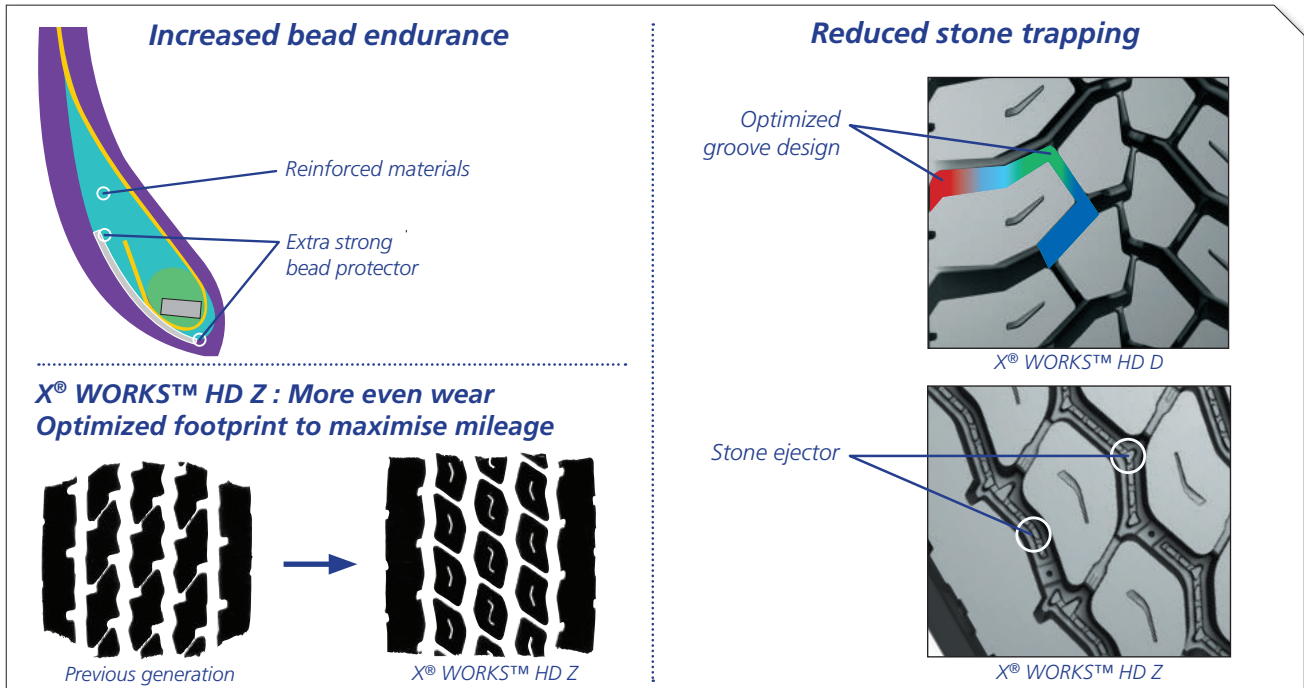 Increased bead endurance
Reinforced materials
Extra strong
bead protector
X® WORKS™ HD Z : More even wear
Optimized footprint to maximise mileage
Previous generation
X® WORKS™ HD Z
Reduced stone trapping
Optimized
groove design
X® WORKS™ HD D
Stone ejector
X® WORKS™ HD Z